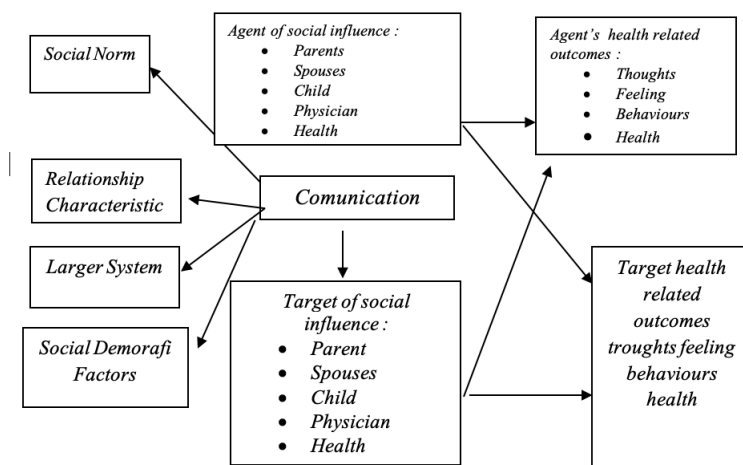 Social Norm
Agent of social influence :
• Parents
• Spouses
• Child
• Physician
• Health
Agent's health related
outcomes :
• Thoughts
• Feeling
• Behaviours
• Health
Relationship
Characteristic
Comunication
Larger System
Social Demorafi
Factors
Target of social
influence :
• Parent
• Spouses
• Child
• Physician
• Health
Target health
related
outcomes
troughts feeling
behaviours
health